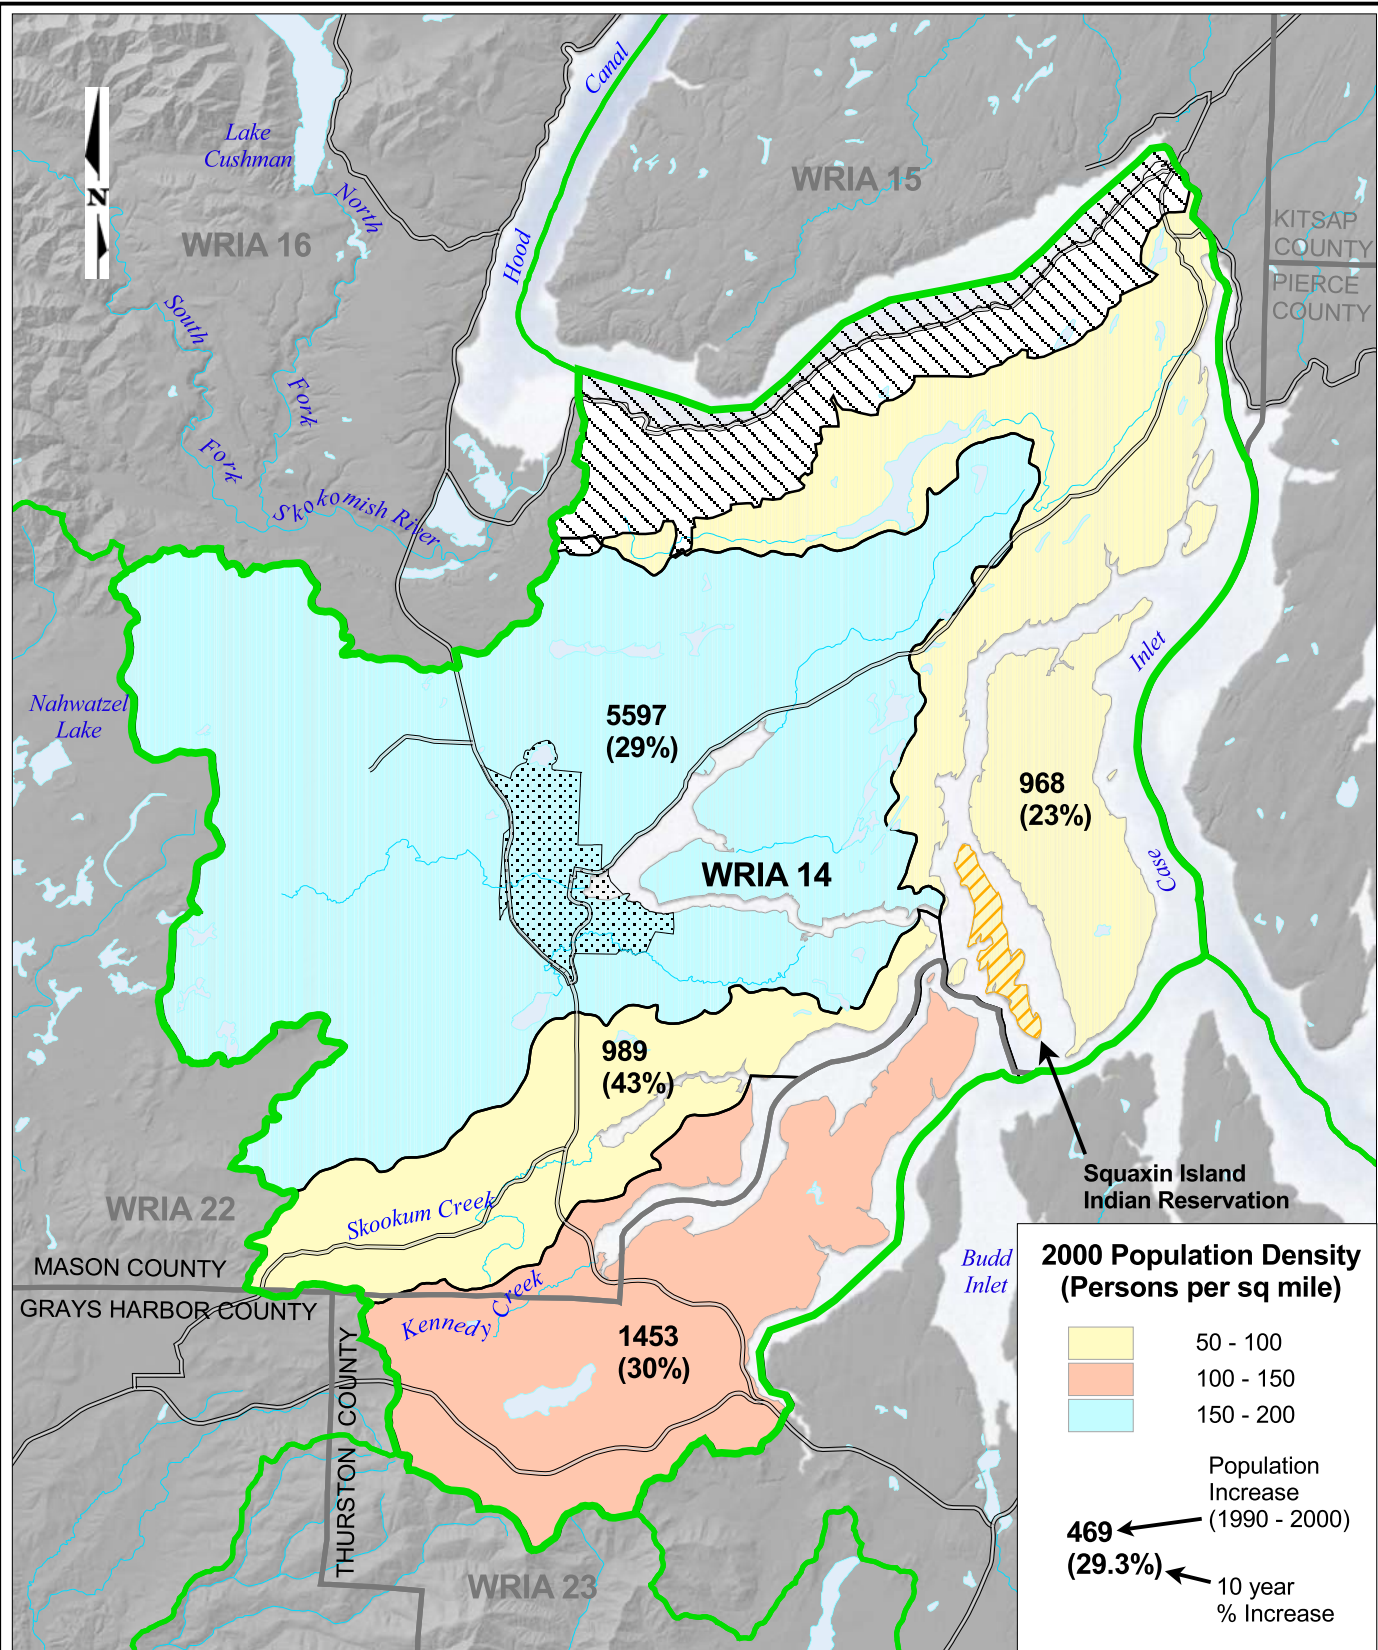 Canal
Lake
Cushman
N
North
WRIA 15
WRIA 16
KITSAP
COUNTY
PIERCE
COUNTY
Hood
South
Fork
Fork
Skokomish River
Inlet
Nahwatzel
Lake
5597
(29%)
968
(23%)
WRIA 14
Case
989
(43%)
Squaxin Island
Indian Reservation
WRIA 22
Skookum Creek
MASON COUNTY
GRAYS HARBOR COUNTY
Budd
Inlet
Kennedy Creek
1453
(30%)
THURSTON COUNTY
WRIA 23
2000 Population Density
(Persons per sq mile)
50 - 100
100 - 150
150 - 200
Population
Increase
(1990 - 2000)
469
(29.3%)
10 year
% Increase